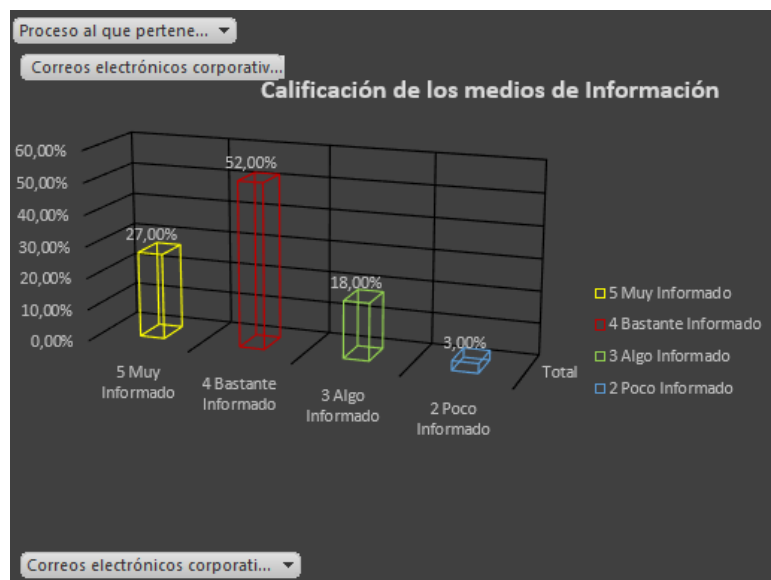 Proceso al que pertene...
Correos electrónicos corporativ...
Calificación de los medios de Información
60,00%
50,00%
40,00%
30,00%
20,00%
10,00%
0,00%
27,00%
52,00%
18,00%
3,00%
5 Muy
Informado
4 Bastante
Informado
3 Algo
Informado
2 Poco
Informado
Total
5 Muy Informado
4 Bastante Informado
3 Algo Informado
2 Poco Informado
Correos electrónicos corporati...